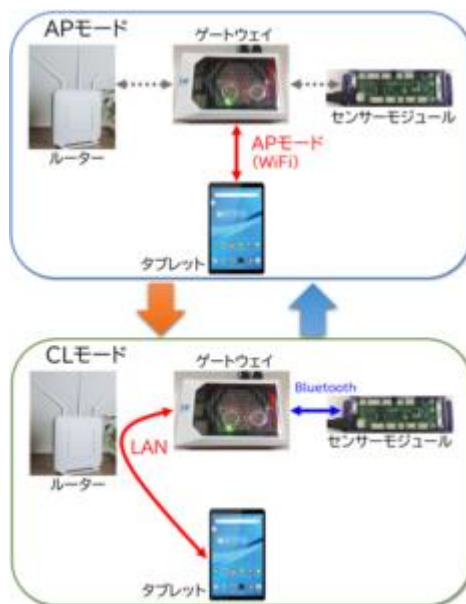 APモード
ゲートウェイ
ルーター
センサーモジュール
APモード
(WiFi)
タブレット
CLモード
ゲートウェイ
Bluetooth
LAN
ルーター
センサーモジュール
タブレット